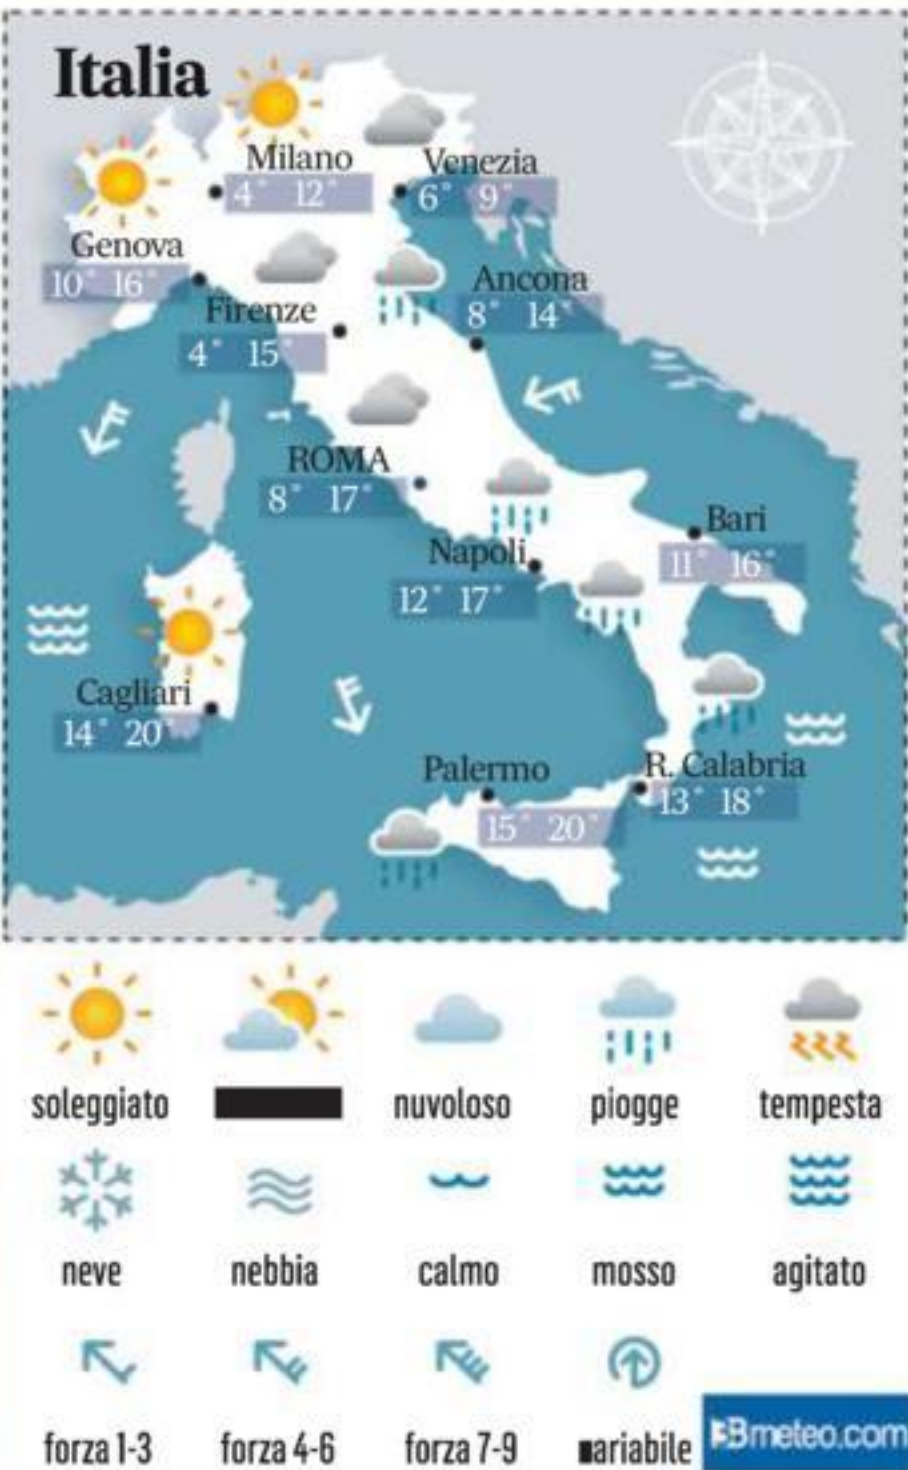 Italia
Milano
4° 12°
Venezia
6° 9°
Genova
10° 16°
Ancona
8° 14°
Firenze
4° 15°
ROMA
8° 17°
Bari
11° 16°
Napoli
12° 17°
Cagliari
14° 20°
Palermo
15° 20°
R. Calabria
13° 18°
soleggiato
nuvoloso
piogge
tempesta
neve
nebbia
calmo
mosso
agitato
forza 1-3
forza 4-6
forza 7-9
ariabile
3Bmeteo.com